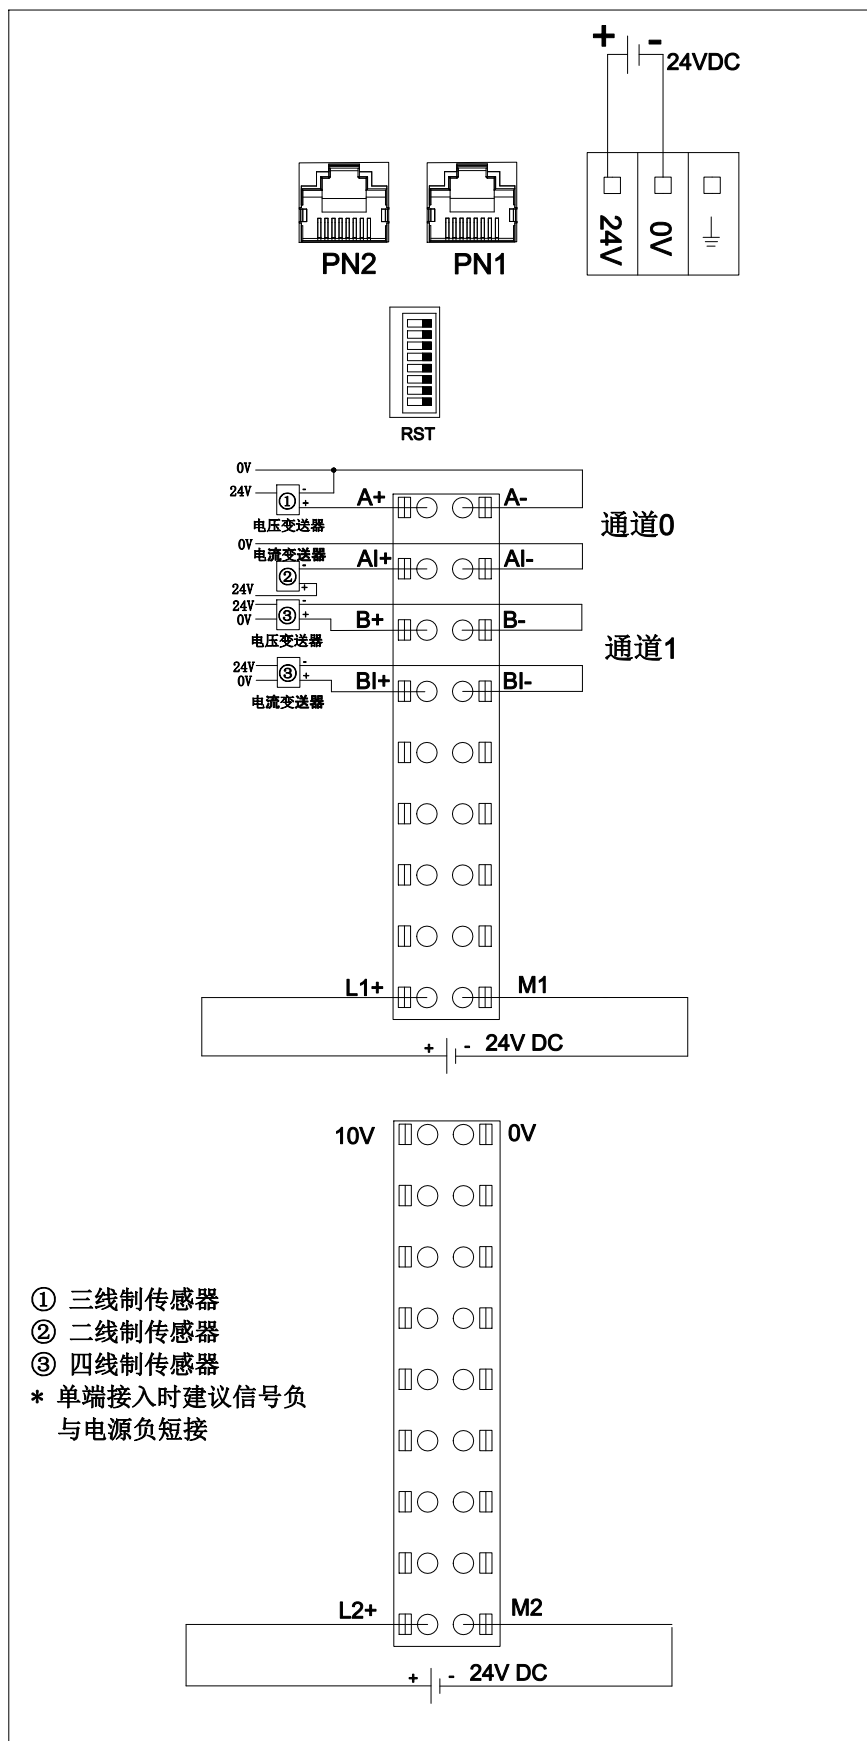 + - 24VDC
24V 0V
PN2 PN1
RST
0V
24V ① - + A+ A- 通道0
电压变送器
0V 电流变送器
② - + AI+ AI-
24V
24V ③ - + B+ B- 通道1
0V
电压变送器
24V ③ - + BI+ BI-
0V
电流变送器
L1+ M1
+ - 24V DC
10V 0V
① 三线制传感器
② 二线制传感器
③ 四线制传感器
* 单端接入时建议信号负
与电源负短接
L2+ M2
+ - 24V DC